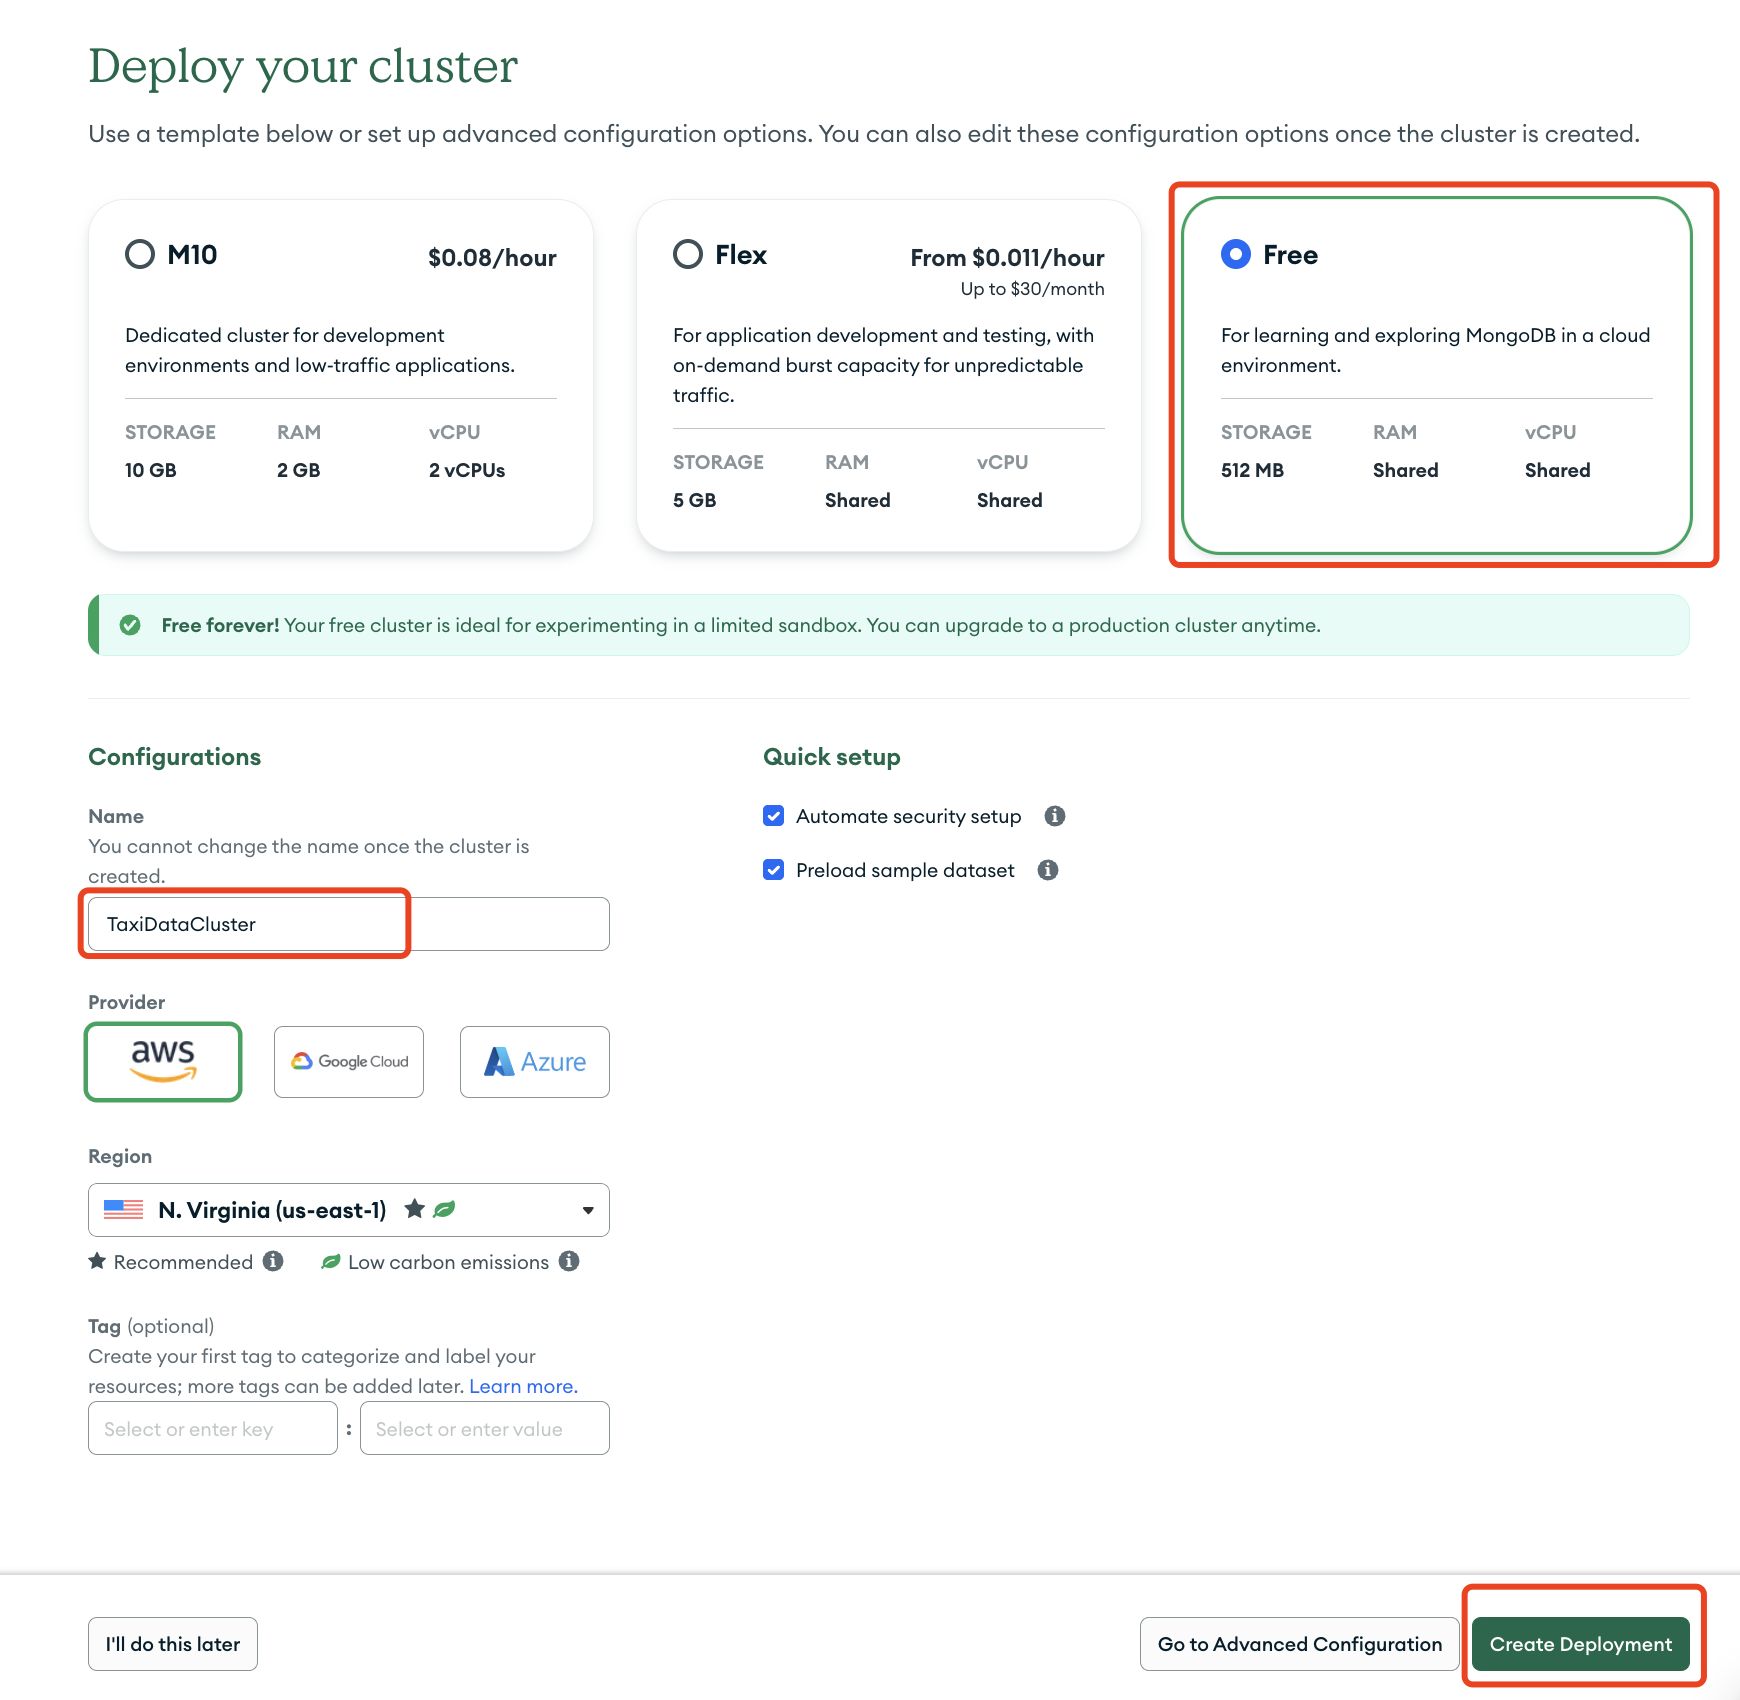 Deploy your cluster
Use a template below or set up advanced configuration options. You can also edit these configuration options once the cluster is created.
M10
$0.08/hour
Dedicated cluster for development
environments and low-traffic applications.
STORAGE RAM vCPU
10 GB 2 GB 2 vCPUs
Flex
From $0.011/hour
Up to $30/month
For application development and testing, with
on-demand burst capacity for unpredictable
traffic.
STORAGE RAM vCPU
5 GB Shared Shared
Free
For learning and exploring MongoDB in a cloud
environment.
STORAGE RAM vCPU
512 MB Shared Shared
Free forever! Your free cluster is ideal for experimenting in a limited sandbox. You can upgrade to a production cluster anytime.
Configurations
Name
You cannot change the name once the cluster is
created.
TaxiDataCluster
Provider
aws Google Cloud Azure
Region
N. Virginia (us-east-1)
Recommended Low carbon emissions
Tag (optional)
Create your first tag to categorize and label your
resources; more tags can be added later. Learn more.
Select or enter key : Select or enter value
Quick setup
Automate security setup
Preload sample dataset
I'll do this later
Go to Advanced Configuration
Create Deployment